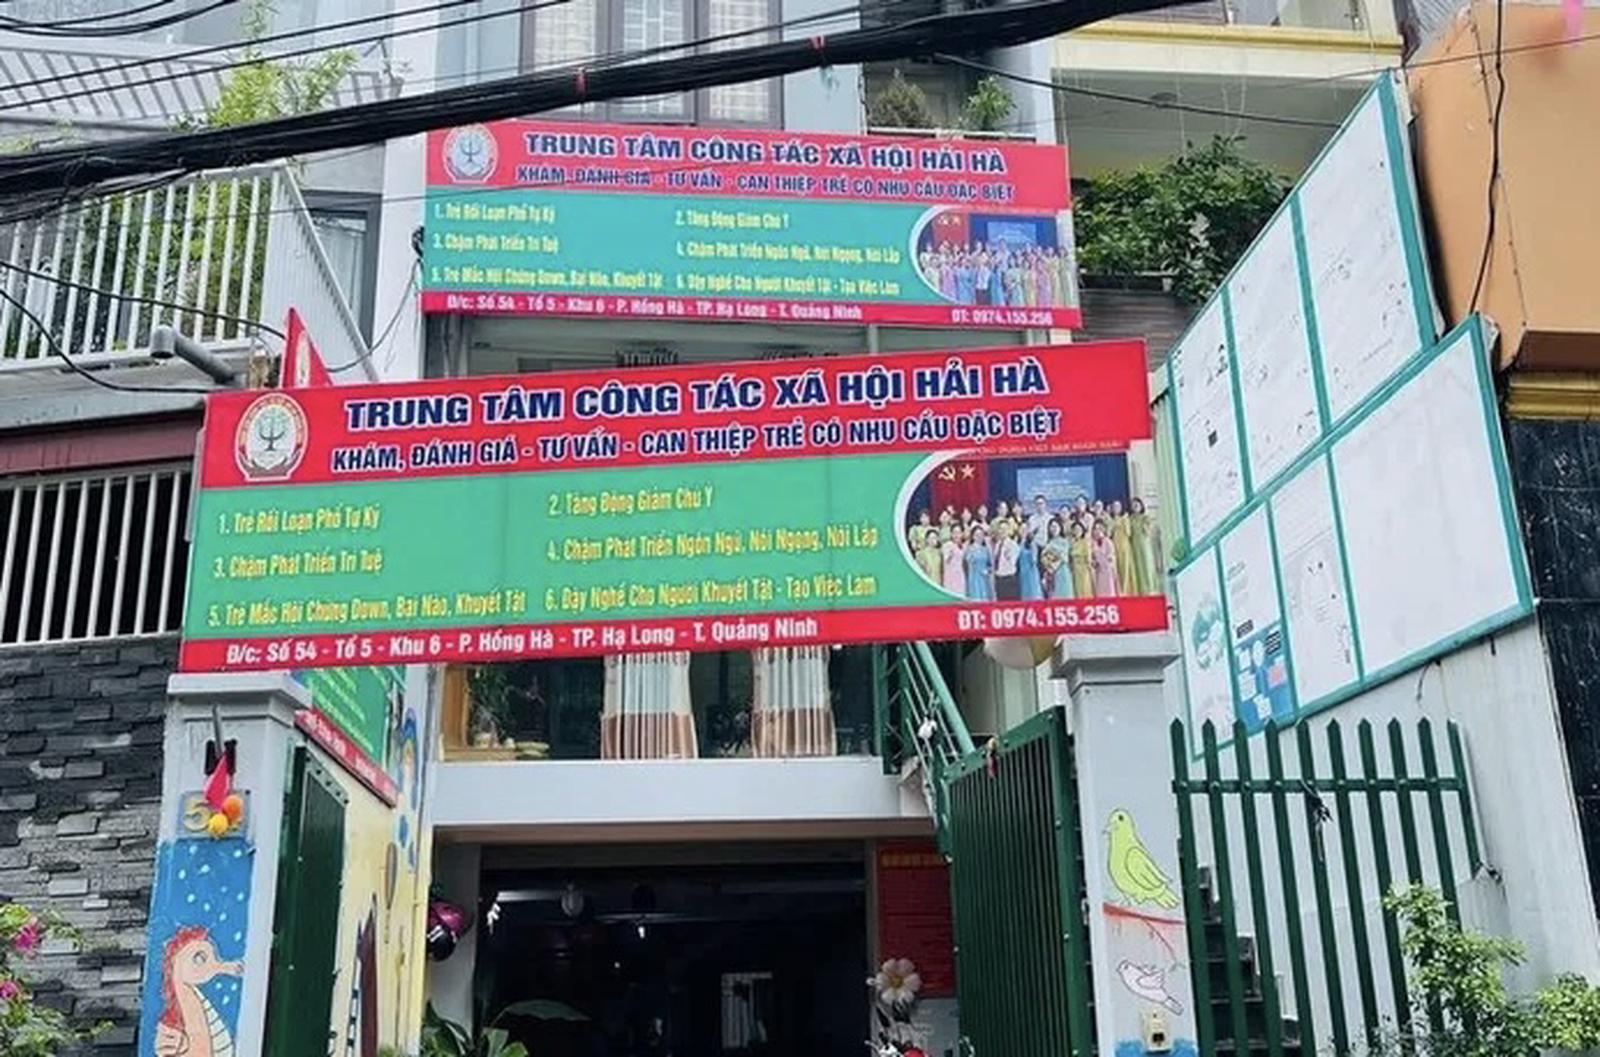 TRUNG TÂM CÔNG TÁC XÃ HỘI HẢI HÀ
KHÁM, ĐÁNH GIÁ - TƯ VẤN - CAN THIỆP TRẺ CÓ NHU CẦU ĐẶC BIỆT
1. Trẻ Rối Loạn Phổ Tự Kỷ
2. Tăng Động Giảm Chú Ý
3. Chậm Phát Triển Trí Tuệ
4. Chậm Phát Triển Ngôn Ngữ, Nói Ngọng, Nói Lắp
5. Trẻ Mắc Hội Chứng Down, Bại Não, Khuyết Tật
6. Dậy Nghề Cho Người Khuyết Tật - Tạo Việc Làm
Đ/c: Số 54 - Tổ 5 - Khu 6 - P. Hồng Hà - TP. Hạ Long - T. Quảng Ninh
ĐT: 0974.155.256
TRUNG TÂM CÔNG TÁC XÃ HỘI HẢI HÀ
KHÁM, ĐÁNH GIÁ - TƯ VẤN - CAN THIỆP TRẺ CÓ NHU CẦU ĐẶC BIỆT
1. Trẻ Rối Loạn Phổ Tự Kỷ
2. Tăng Động Giảm Chú Ý
3. Chậm Phát Triển Trí Tuệ
4. Chậm Phát Triển Ngôn Ngữ, Nói Ngọng, Nói Lắp
5. Trẻ Mắc Hội Chứng Down, Bại Não, Khuyết Tật
6. Dậy Nghề Cho Người Khuyết Tật - Tạo Việc Làm
Đ/c: Số 54 - Tổ 5 - Khu 6 - P. Hồng Hà - TP. Hạ Long - T. Quảng Ninh
ĐT: 0974.155.256